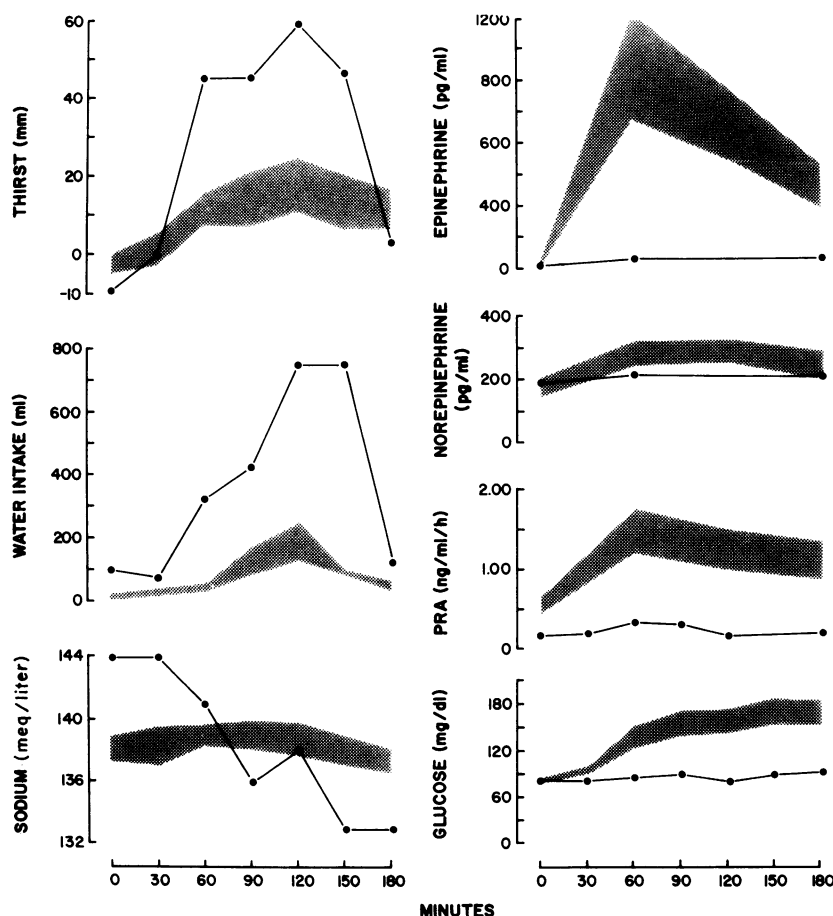 THIRST (mm)
60
40
20
0
-10
WATER INTAKE (ml)
800
600
400
200
0
SODIUM (meq/liter)
144
140
136
132
0 30 60 90 120 150 180
EPINEPHRINE (pg/ml)
1200
800
600
400
0
NOREPINEPHRINE
(pg/ml)
400
200
0
PRA (ng/ml/h)
2.00
1.00
0
GLUCOSE (mg/dl)
180
150
90
60
0
0 30 60 90 120 150 180
MINUTES